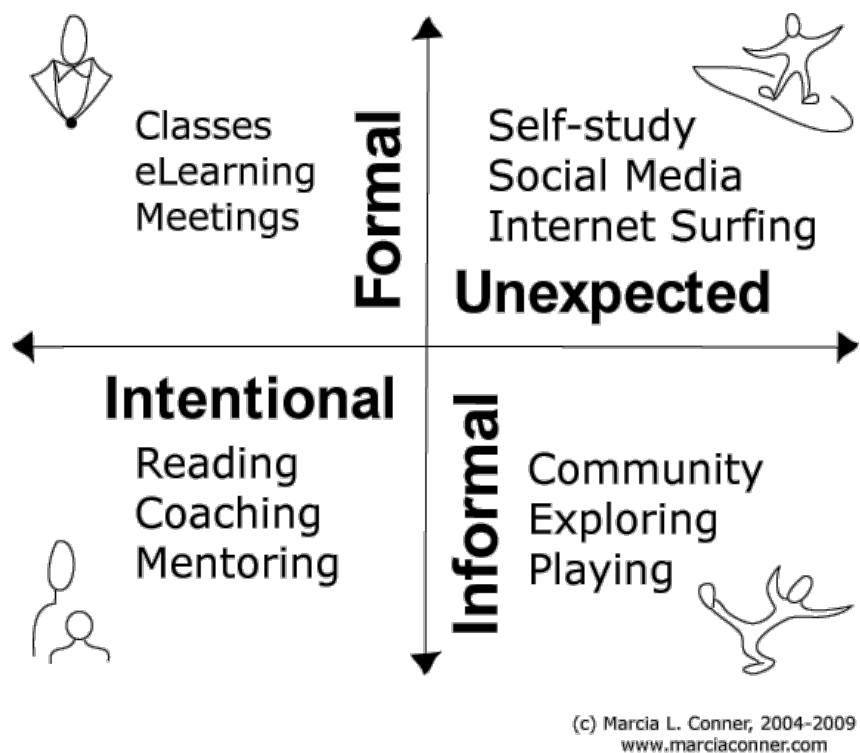 Classes
eLearning
Meetings
Formal
Self-study
Social Media
Internet Surfing
Unexpected
Intentional
Reading
Coaching
Mentoring
Informal
Community
Exploring
Playing
(c) Marcia L. Conner, 2004-2009
www.marciaconner.com